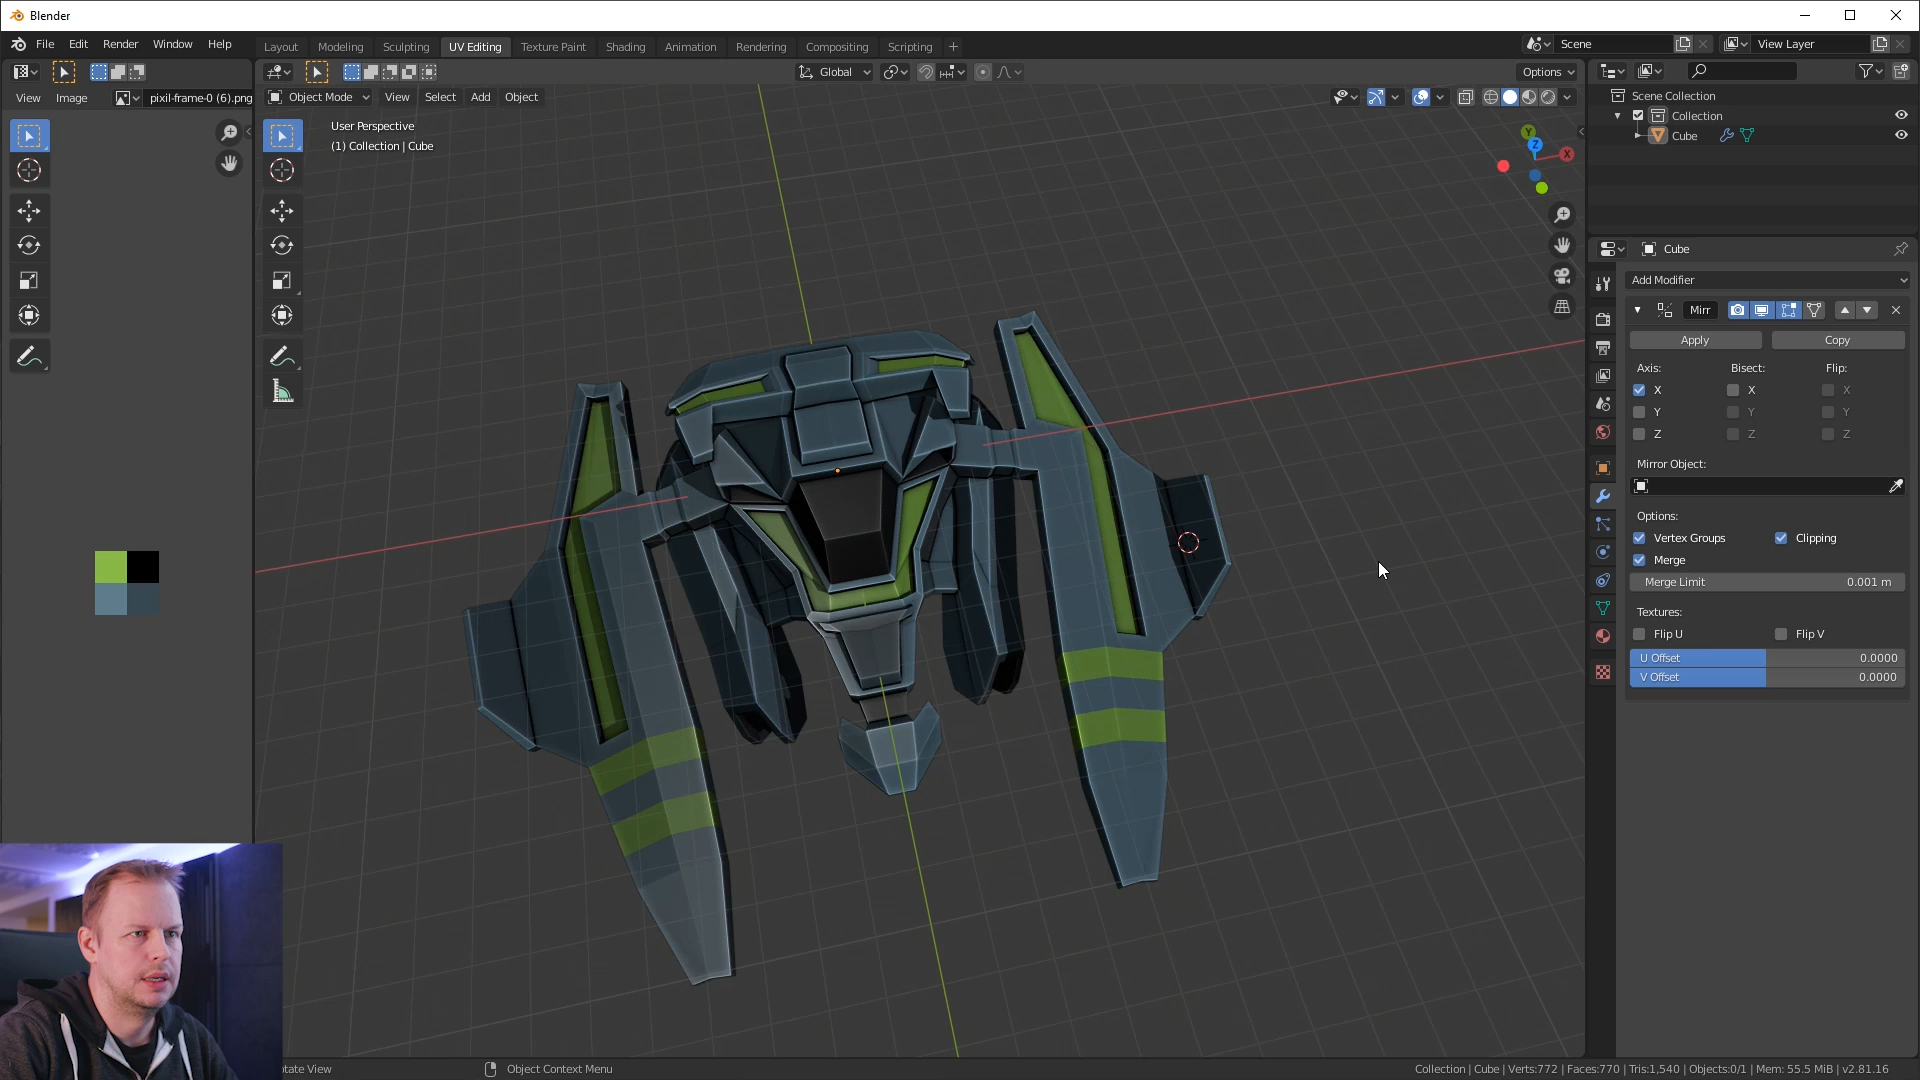 Blender
File Edit Render Window Help
Layout Modeling Sculpting UV Editing Texture Paint Shading Animation Rendering Compositing Scripting +
Scene
View Layer
Global
Options
View Image
pixil-frame-0 (6).png
Object Mode View Select Add Object
User Perspective
(1) Collection | Cube
Y
Z
X
Scene Collection
Collection
Cube
Cube
Add Modifier
Mirr
Apply Copy
Axis: Bisect: Flip:
X X X
Y Y Y
Z Z Z
Mirror Object:
Options:
Vertex Groups Clipping
Merge
Merge Limit 0.001 m
Textures:
Flip U Flip V
U Offset 0.0000
V Offset 0.0000
tate View
Object Context Menu
Collection | Cube | Verts:772 | Faces:770 | Tris:1,540 | Objects:0/1 | Mem: 55.5 MiB | v2.81.16